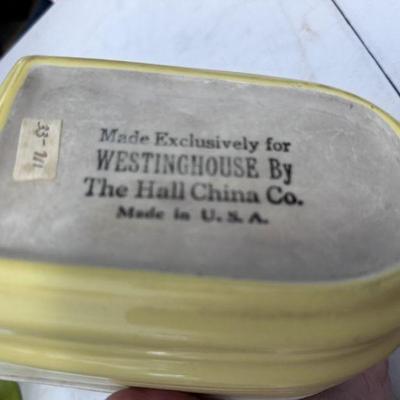 Made Exclusively for
WESTINGHOUSE By
The Hall China Co.
Made in U.S.A.